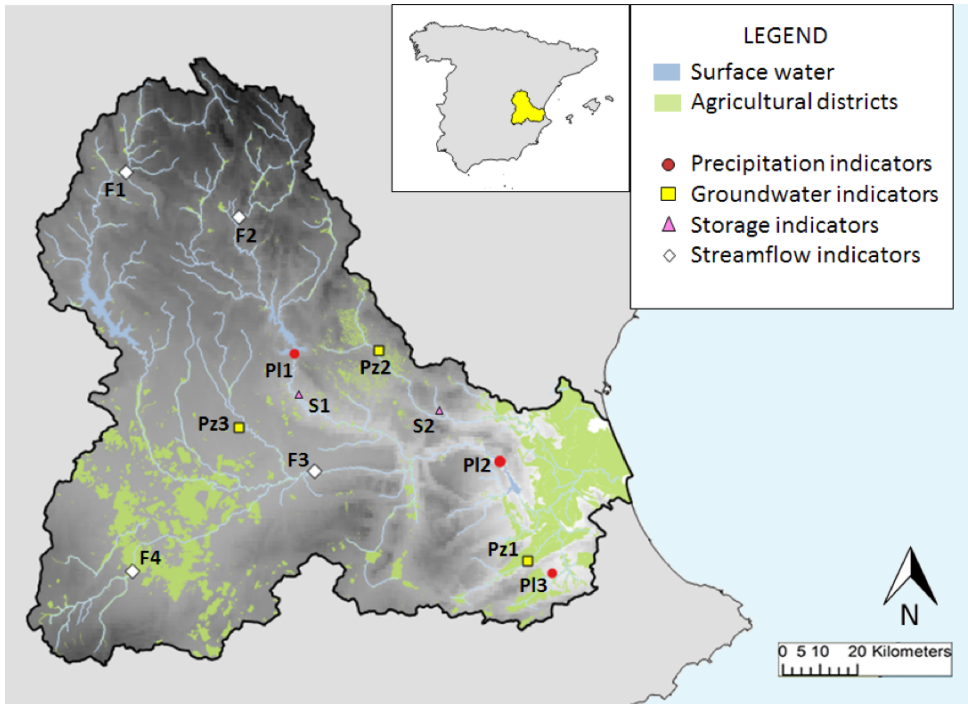 LEGEND
Surface water
Agricultural districts
Precipitation indicators
Groundwater indicators
Storage indicators
Streamflow indicators
F1
F2
Pl1
Pz2
S1
S2
Pz3
F3
Pl2
F4
Pz1
Pl3
N
0 5 10 20 Kilometers